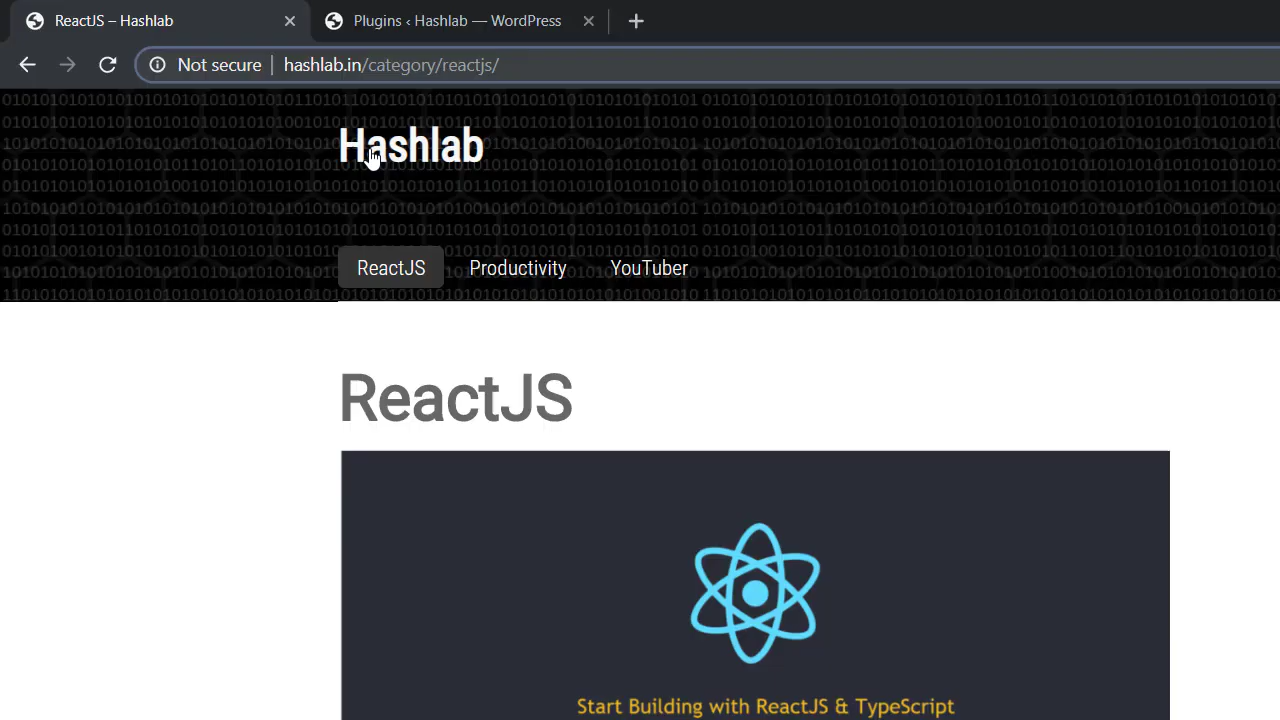 ReactJS – Hashlab
Plugins ‹ Hashlab — WordPress
Not secure | hashlab.in/category/reactjs/
Hashlab
ReactJS Productivity YouTuber
ReactJS
Start Building with ReactJS & TypeScript